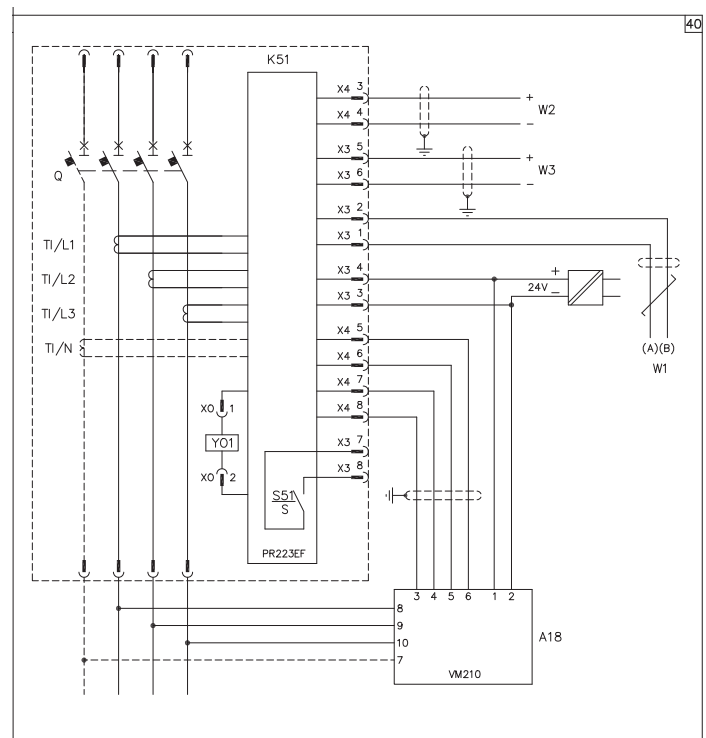 40
K51
X4 3
+
W2
X4 4
−
X3 5
+
W3
X3 6
−
Q
X3 2
TI/L1
X3 1
TI/L2
X3 4
+
24V
−
X3 3
TI/L3
X4 5
TI/N
(A)(B)
X4 6
W1
X4 7
X0 1
X4 8
Y01
X3 7
X0 2
X3 8
S51
S
PR223EF
3 4 5 6 1 2
8
9
A18
10
7
VM210